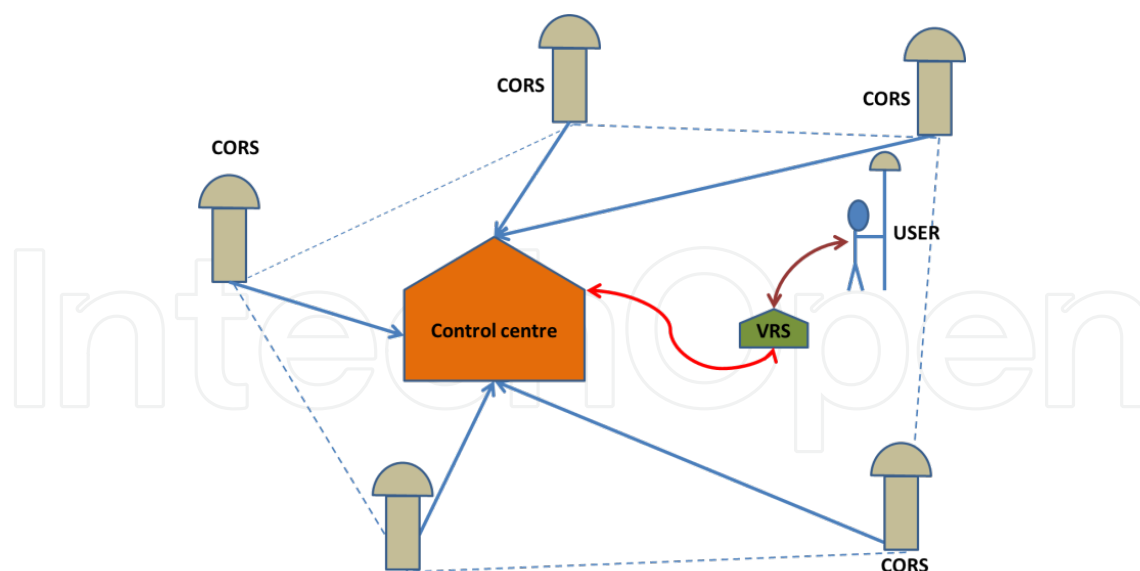 CORS
CORS
CORS
USER
Control centre
VRS
IntechOpen
CORS